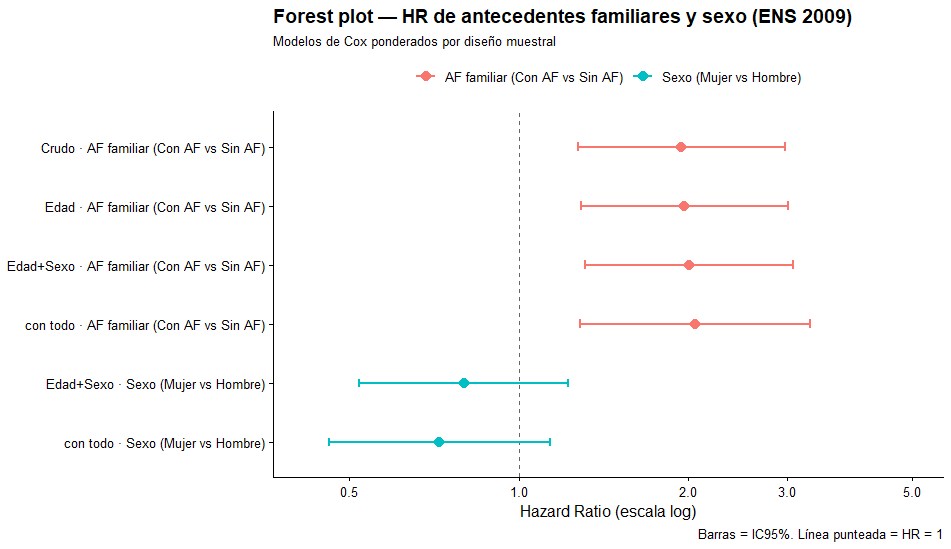 Forest plot — HR de antecedentes familiares y sexo (ENS 2009)
Modelos de Cox ponderados por diseño muestral
AF familiar (Con AF vs Sin AF) Sexo (Mujer vs Hombre)
Crudo · AF familiar (Con AF vs Sin AF)
Edad · AF familiar (Con AF vs Sin AF)
Edad+Sexo · AF familiar (Con AF vs Sin AF)
con todo · AF familiar (Con AF vs Sin AF)
Edad+Sexo · Sexo (Mujer vs Hombre)
con todo · Sexo (Mujer vs Hombre)
0.5 1.0 2.0 3.0 5.0
Hazard Ratio (escala log)
Barras = IC95%. Línea punteada = HR = 1